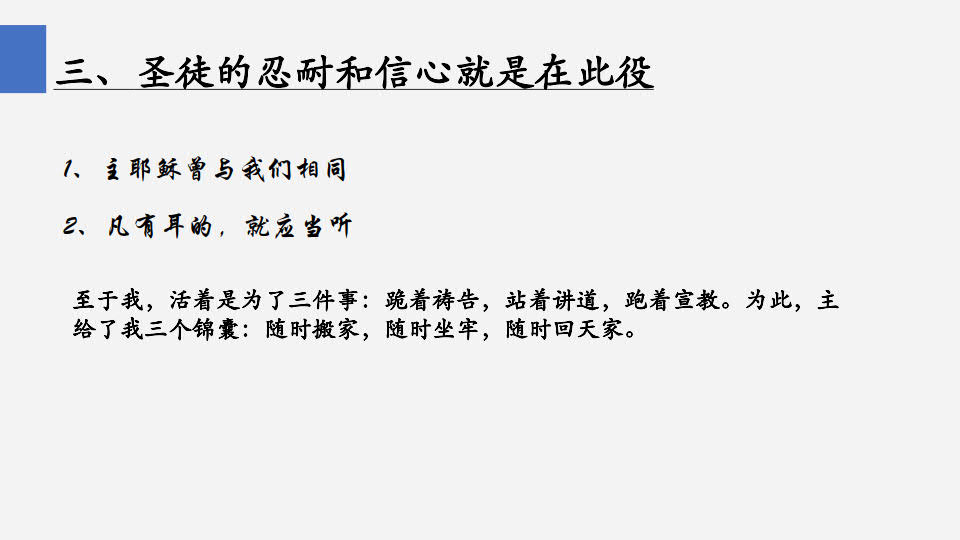 三、圣徒的忍耐和信心就是在此役
1、主耶稣曾与我们相同
2、凡有耳的，就应当听
至于我，活着是为了三件事：跪着祷告，站着讲道，跑着宣教。为此，主
给了我三个锦囊：随时搬家，随时坐牢，随时回天家。